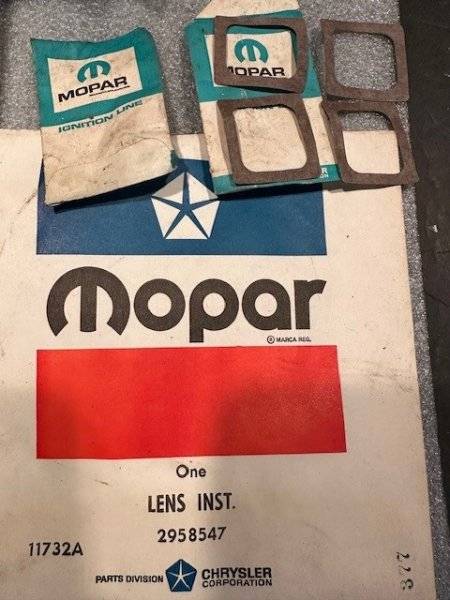 MOPAR
IGNITION LINE
MOPAR
Mopar
® MARCA REG.
One
LENS INST.
2958547
11732A
PARTS DIVISION CHRYSLER
CORPORATION